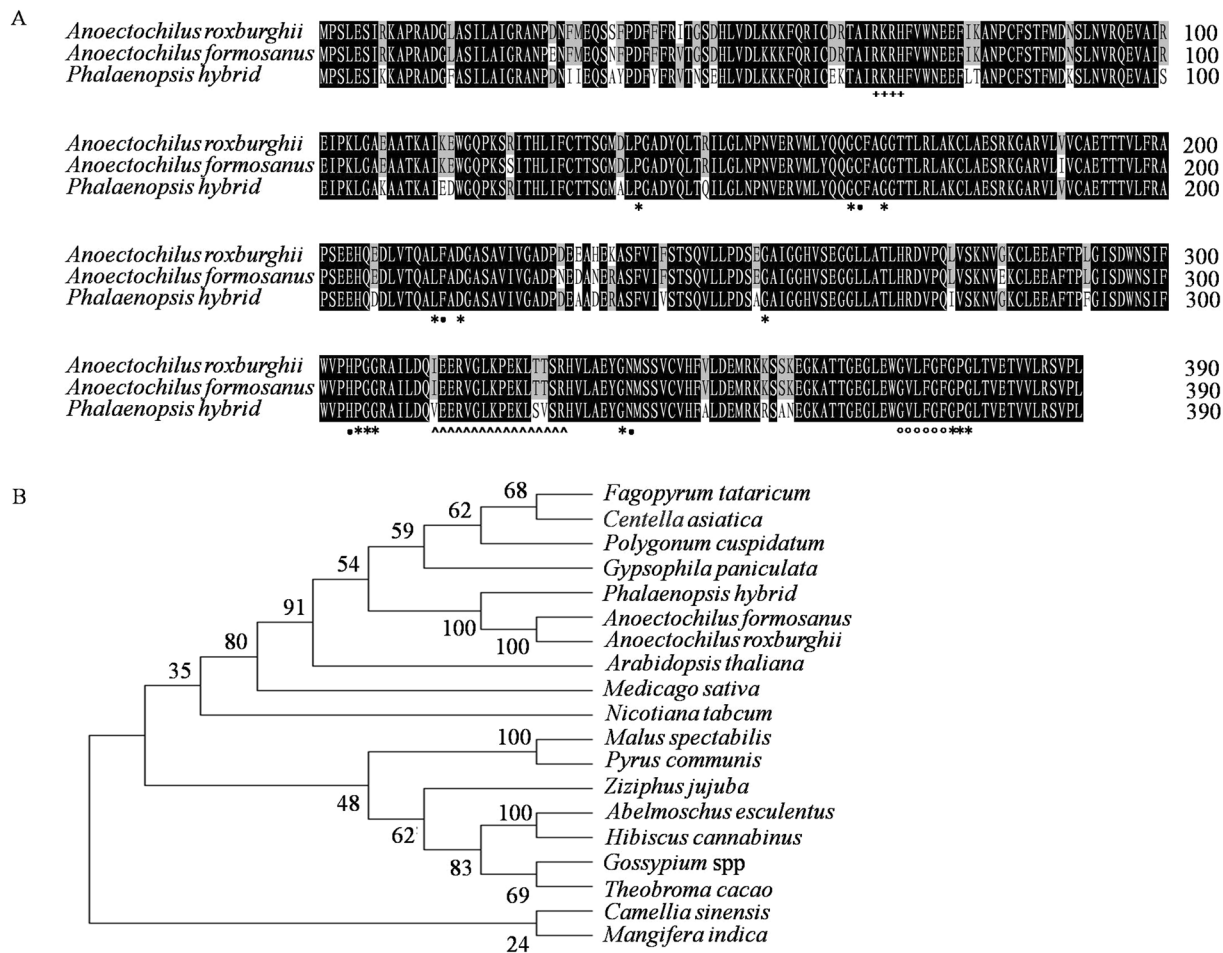 A
Anoectochilus roxburghii MPSLESIRKAPRADGLASILAIGRANPDNFMEQSSFPDFFFRITGSDHLVDLKKKFQRICDRTAIRKRHFVWNEEFIKANPCFSTFMDNSLNVRQEVAIR 100
Anoectochilus formosanus MPSLESIRKAPRADGLASILAIGRANPENFMEQSNFPDFFFRVTGSDHLVDLKKKFQRICDRTAIRKRHFVWNEEFIKANPCFSTFMDNSLNVRQEVAIR 100
Phalaenopsis hybrid MPSLESIKKAPRADGFASILAIGRANPDNIIEQSAYPDFYFRVTNSEHLVDLKKKFQRICEKTAIRKRHFVWNEEFLTANPCFSTFMDKSLNVRQEVAIS 100
++++
Anoectochilus roxburghii EIPKLGAEAATKAIKEWGQPKSRITHLIFCTTSGMDLPGADYQLTRILGLNPNVERVMLYQQGCFAGGTTLRLAKCLAESRKGARVLVVCAETTTVLFRA 200
Anoectochilus formosanus EIPKLGAEAATKAIKEWGQPKSSITHLIFCTTSGMDLPGADYQLTRILGLNPNVERVMLYQQGCFAGGTTLRLAKCLAESRKGARVLIVCAETTTVLFRA 200
Phalaenopsis hybrid EIPKLGAKAATKAIEDWGQPKSRITHLIFCTTSGMALPGADYQLTQILGLNPNVERVMLYQQGCFAGGTTLRLAKCLAESRKGARVLVVCAETTTVLFRA 200
* *• *
Anoectochilus roxburghii PSEEHQEDLVTQALFADGASAVIVGADPDEEAHEKASFVIFSTSQVLLPDSEGAIGGHVSEGGLLATLHRDVPQLVSKNVGKCLEEAFTPLGISDWNSIF 300
Anoectochilus formosanus PSEEHQEDLVTQALFADGASAVIVGADPNEDANERASFVIFSTSQVLLPDSEGAIGGHVSEGGLLATLHRDVPQLVSKNVEKCLEEAFTPLGISDWNSIF 300
Phalaenopsis hybrid PSEEHQDDLVTQALFADGASAVIVGADPDEAADERASFVIVSTSQVLLPDSAGAIGGHVSEGGLLATLHRDVPQIVSKNVGKCLEEAFTPFGISDWNSIF 300
*• * *
Anoectochilus roxburghii WVPHPGGRAILDQIEERVGLKPEKLTTSRHVLAEYGNMSSVCVHFVLDEMRKKSSKEGKATTGEGLEWGVLFGFGPGLTVETVVLRSVPL 390
Anoectochilus formosanus WVPHPGGRAILDQIEERVGLKPEKLTTSRHVLAEYGNMSSVCVHFVLDEMRKKSSKEGKATTGEGLEWGVLFGFGPGLTVETVVLRSVPL 390
Phalaenopsis hybrid WVPHPGGRAILDQVEERVGLKPEKLSVSRHVLAEYGNMSSVCVHFALDEMRKRSANEGKATTGEGLEWGVLFGFGPGLTVETVVLRSVPL 390
•*** ^^^^^^^^^^^^^^^^ *• oooooo***
B
68 Fagopyrum tataricum
Centella asiatica
62
Polygonum cuspidatum
59
Gypsophila paniculata
54
Phalaenopsis hybrid
91
Anoectochilus formosanus
100
Anoectochilus roxburghii
100
80
Arabidopsis thaliana
35
Medicago sativa
Nicotiana tabcum
100 Malus spectabilis
Pyrus communis
Ziziphus jujuba
48
100 Abelmoschus esculentus
62
Hibiscus cannabinus
83 Gossypium spp
69 Theobroma cacao
Camellia sinensis
24 Mangifera indica